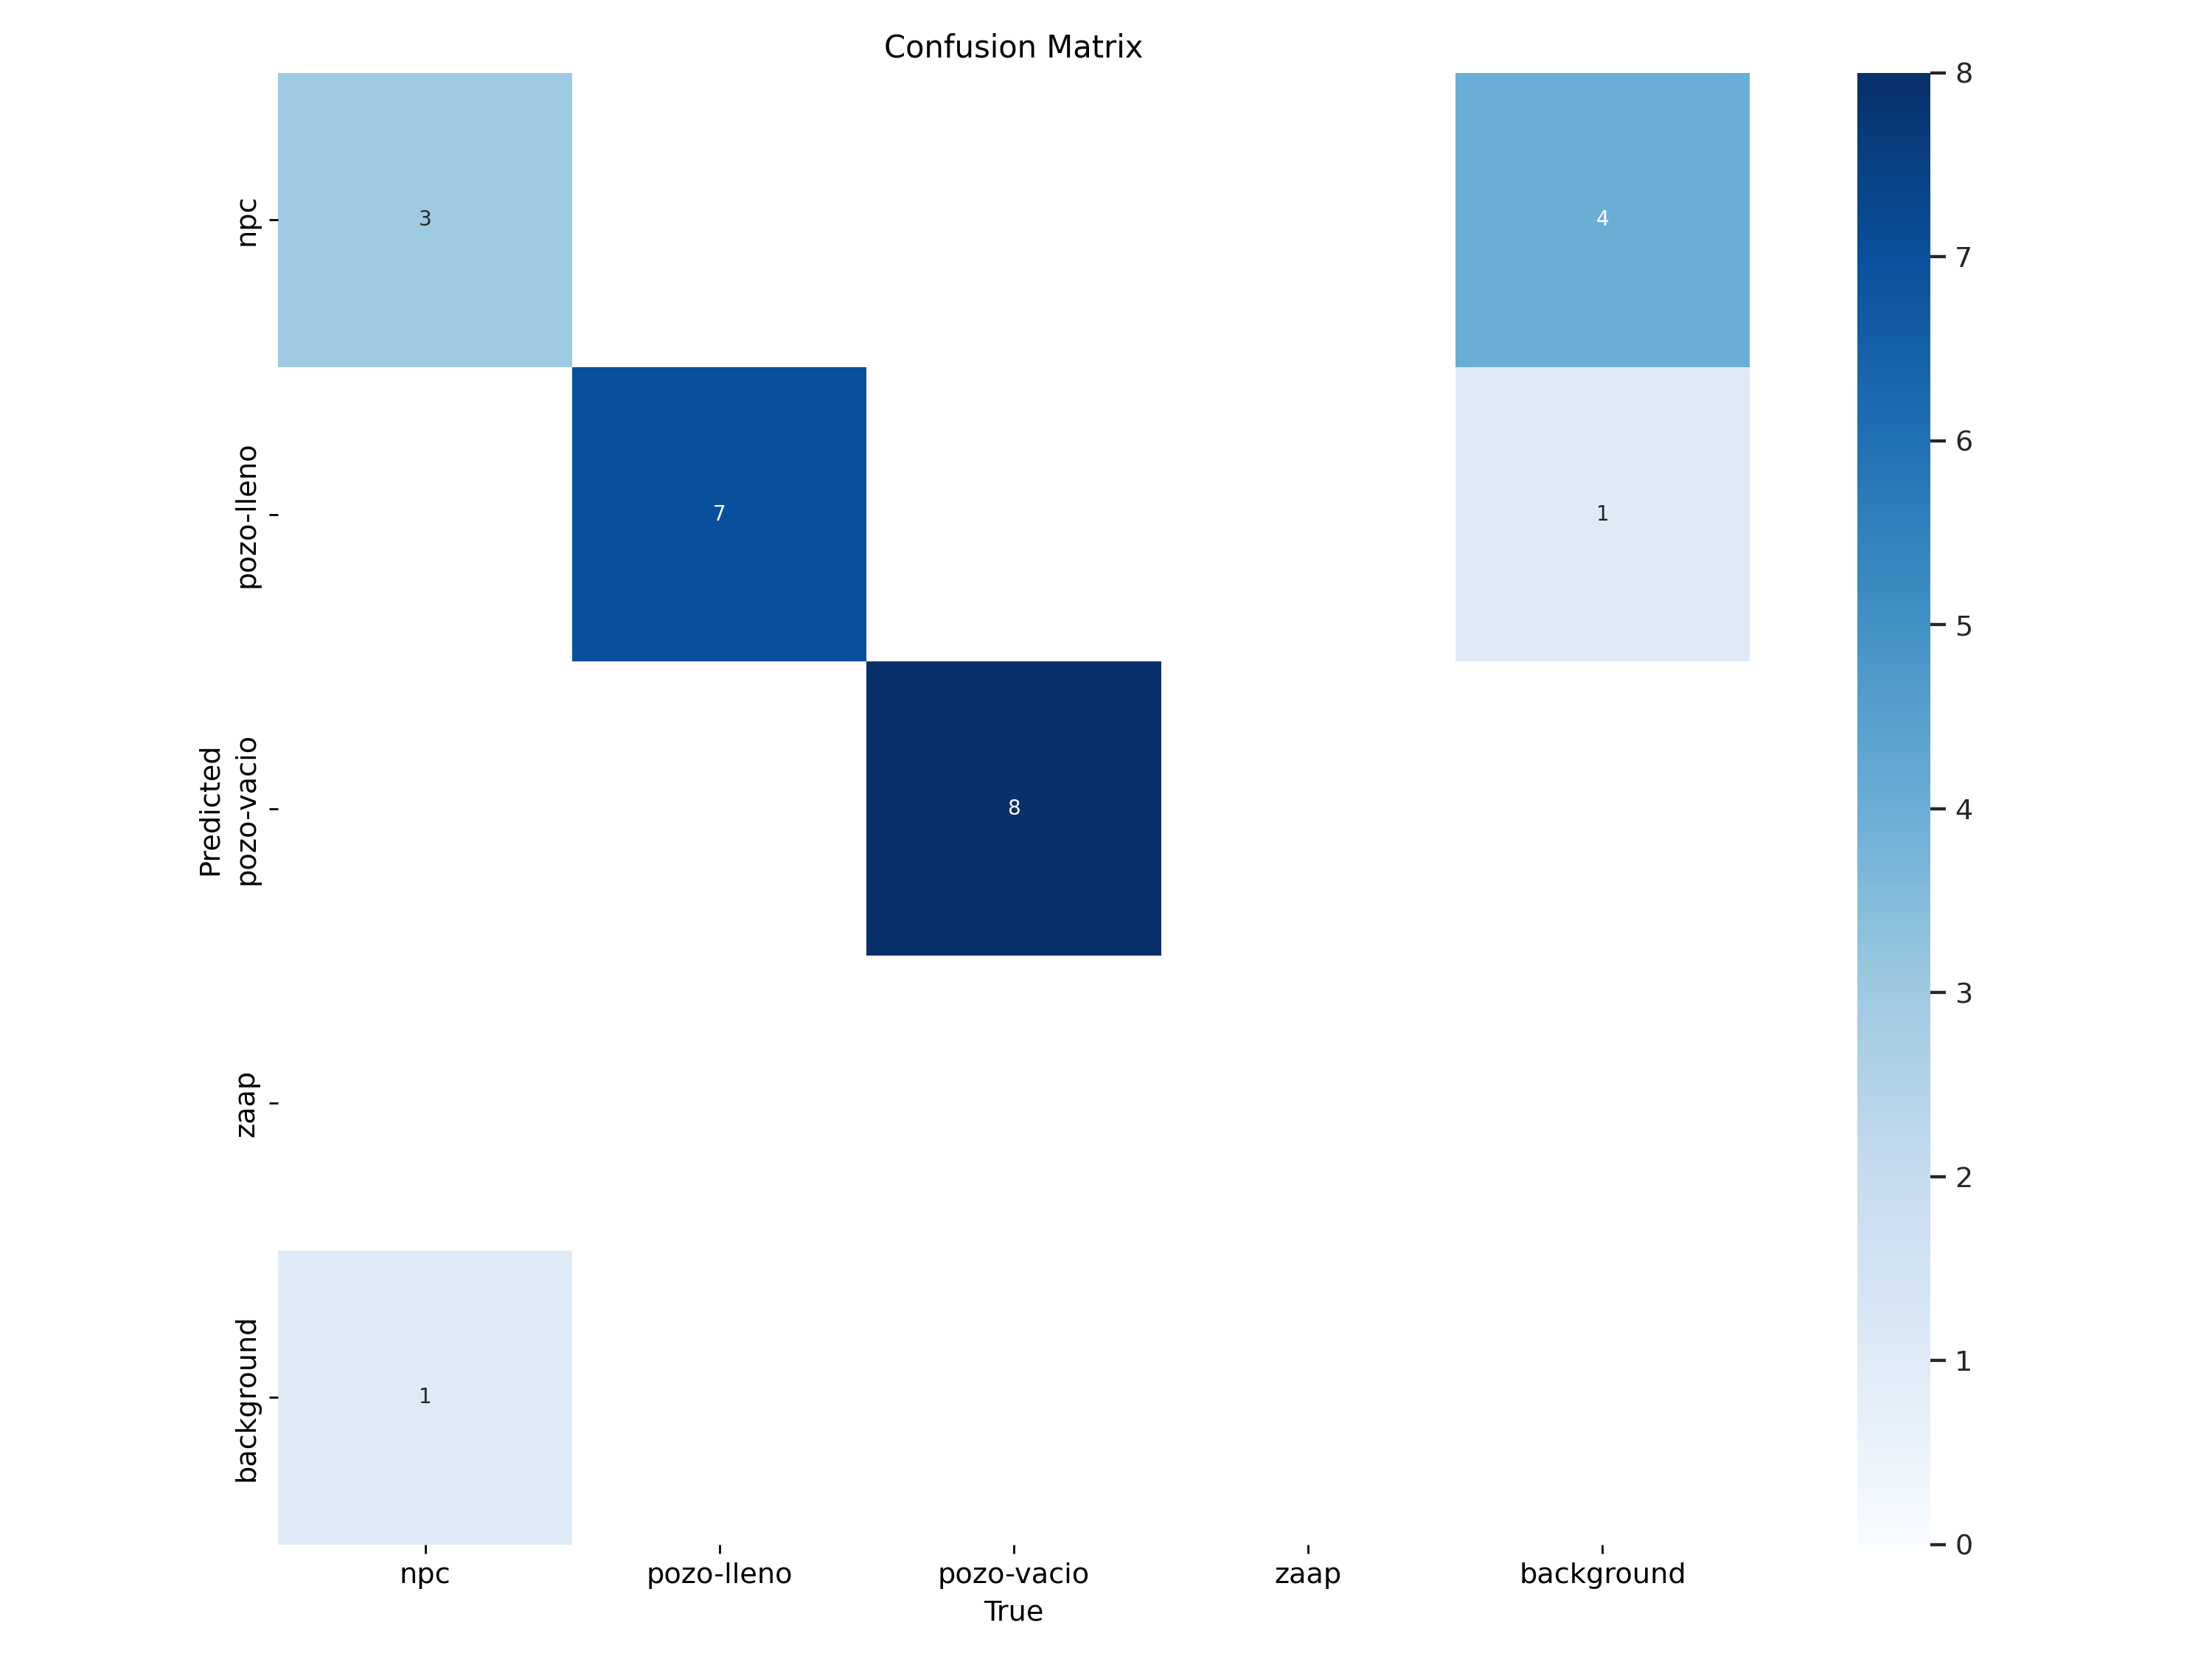 Confusion Matrix
npc
3
4
8
7
pozo-lleno
7
1
6
5
Predicted
pozo-vacio
8
4
3
zaap
2
background
1
1
0
npc
pozo-lleno
pozo-vacio
zaap
background
True